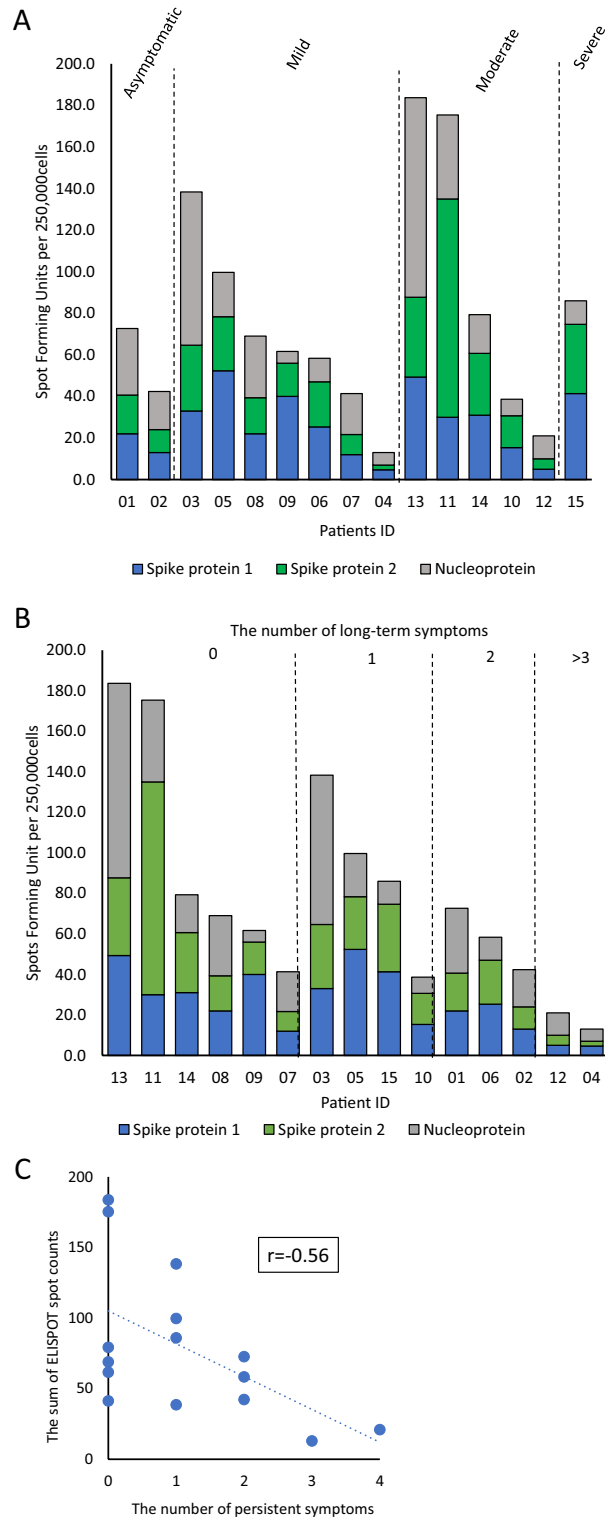 A
Asymptomatic
Mild
Moderate
Severe
Spot Forming Units per 250,000cells
200.0
180.0
160.0
140.0
120.0
100.0
80.0
60.0
40.0
20.0
0.0
01 02 03 05 08 09 06 07 04 13 11 14 10 12 15
Patients ID
Spike protein 1 Spike protein 2 Nucleoprotein
B
The number of long-term symptoms
0 1 2 >3
Spots Forming Unit per 250,000cells
200.0
180.0
160.0
140.0
120.0
100.0
80.0
60.0
40.0
20.0
0.0
13 11 14 08 09 07 03 05 15 10 01 06 02 12 04
Patient ID
Spike protein 1 Spike protein 2 Nucleoprotein
C
The sum of ELISPOT spot counts
200
150
100
50
0
r=-0.56
0 1 2 3 4
The number of persistent symptoms